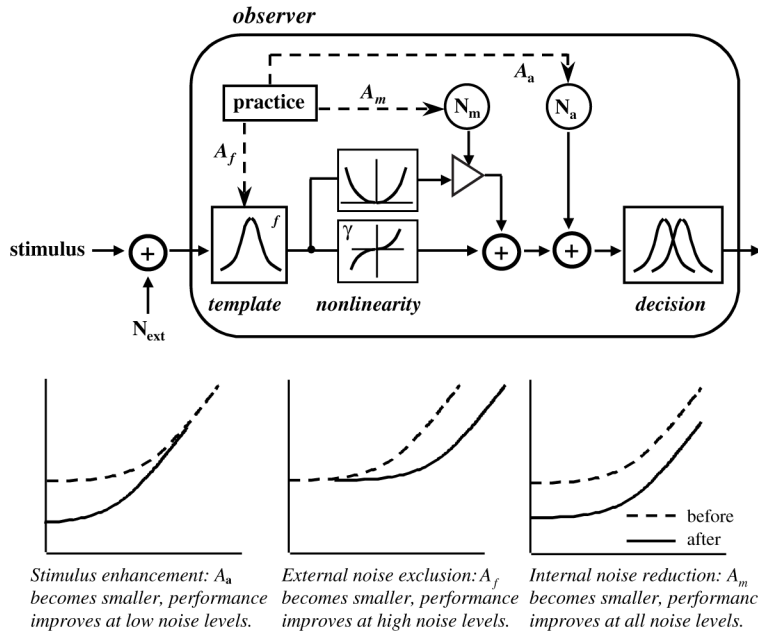 observer
practice
A_m
A_a
N_m
N_a
A_f
f
γ
stimulus
+
+
+
template
nonlinearity
decision
N_ext
before
after
Stimulus enhancement: A_a
becomes smaller, performance
improves at low noise levels.
External noise exclusion: A_f
becomes smaller, performance
improves at high noise levels.
Internal noise reduction: A_m
becomes smaller, performanc
improves at all noise levels.